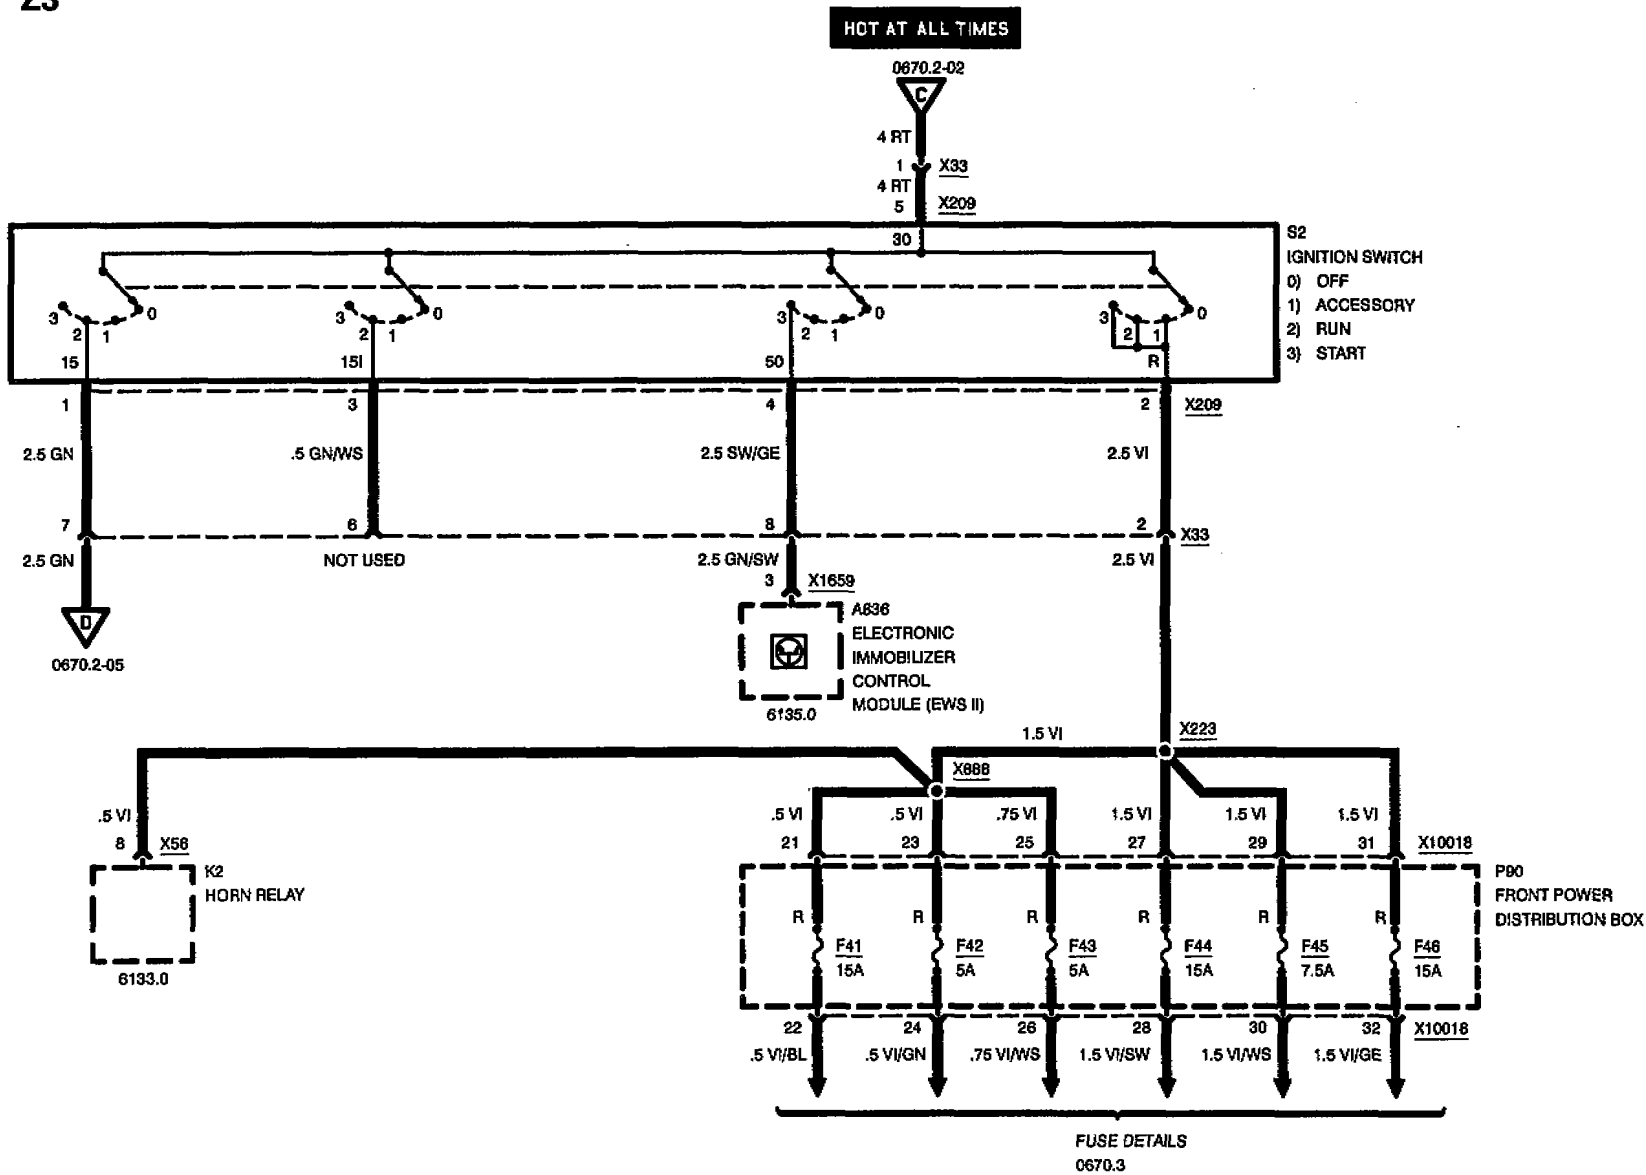 Z3
HOT AT ALL TIMES
0670.2-02
C
4 RT
1 X33
4 RT
5 X209
30
S2
IGNITION SWITCH
0) OFF
1) ACCESSORY
2) RUN
3) START
3 2 1 0
3 2 1 0
3 2 1 0
3 2 1 0
15 15I 50 R
1 3 4 2 X209
2.5 GN .5 GN/WS 2.5 SW/GE 2.5 VI
7 6 8 2 X33
2.5 GN NOT USED 2.5 GN/SW 2.5 VI
3 X1659
D
0670.2-05
A836
ELECTRONIC
IMMOBILIZER
CONTROL
MODULE (EWS II)
6135.0
1.5 VI X223
X888
.5 VI .5 VI .5 VI .75 VI 1.5 VI 1.5 VI 1.5 VI
8 X56 21 23 25 27 29 31 X10018
K2
HORN RELAY
6133.0
P90
FRONT POWER
DISTRIBUTION BOX
R R R R R R
F41 F42 F43 F44 F45 F46
15A 5A 5A 15A 7.5A 15A
22 24 26 28 30 32 X10018
.5 VI/BL .5 VI/GN .75 VI/WS 1.5 VI/SW 1.5 VI/WS 1.5 VI/GE
FUSE DETAILS
0670.3